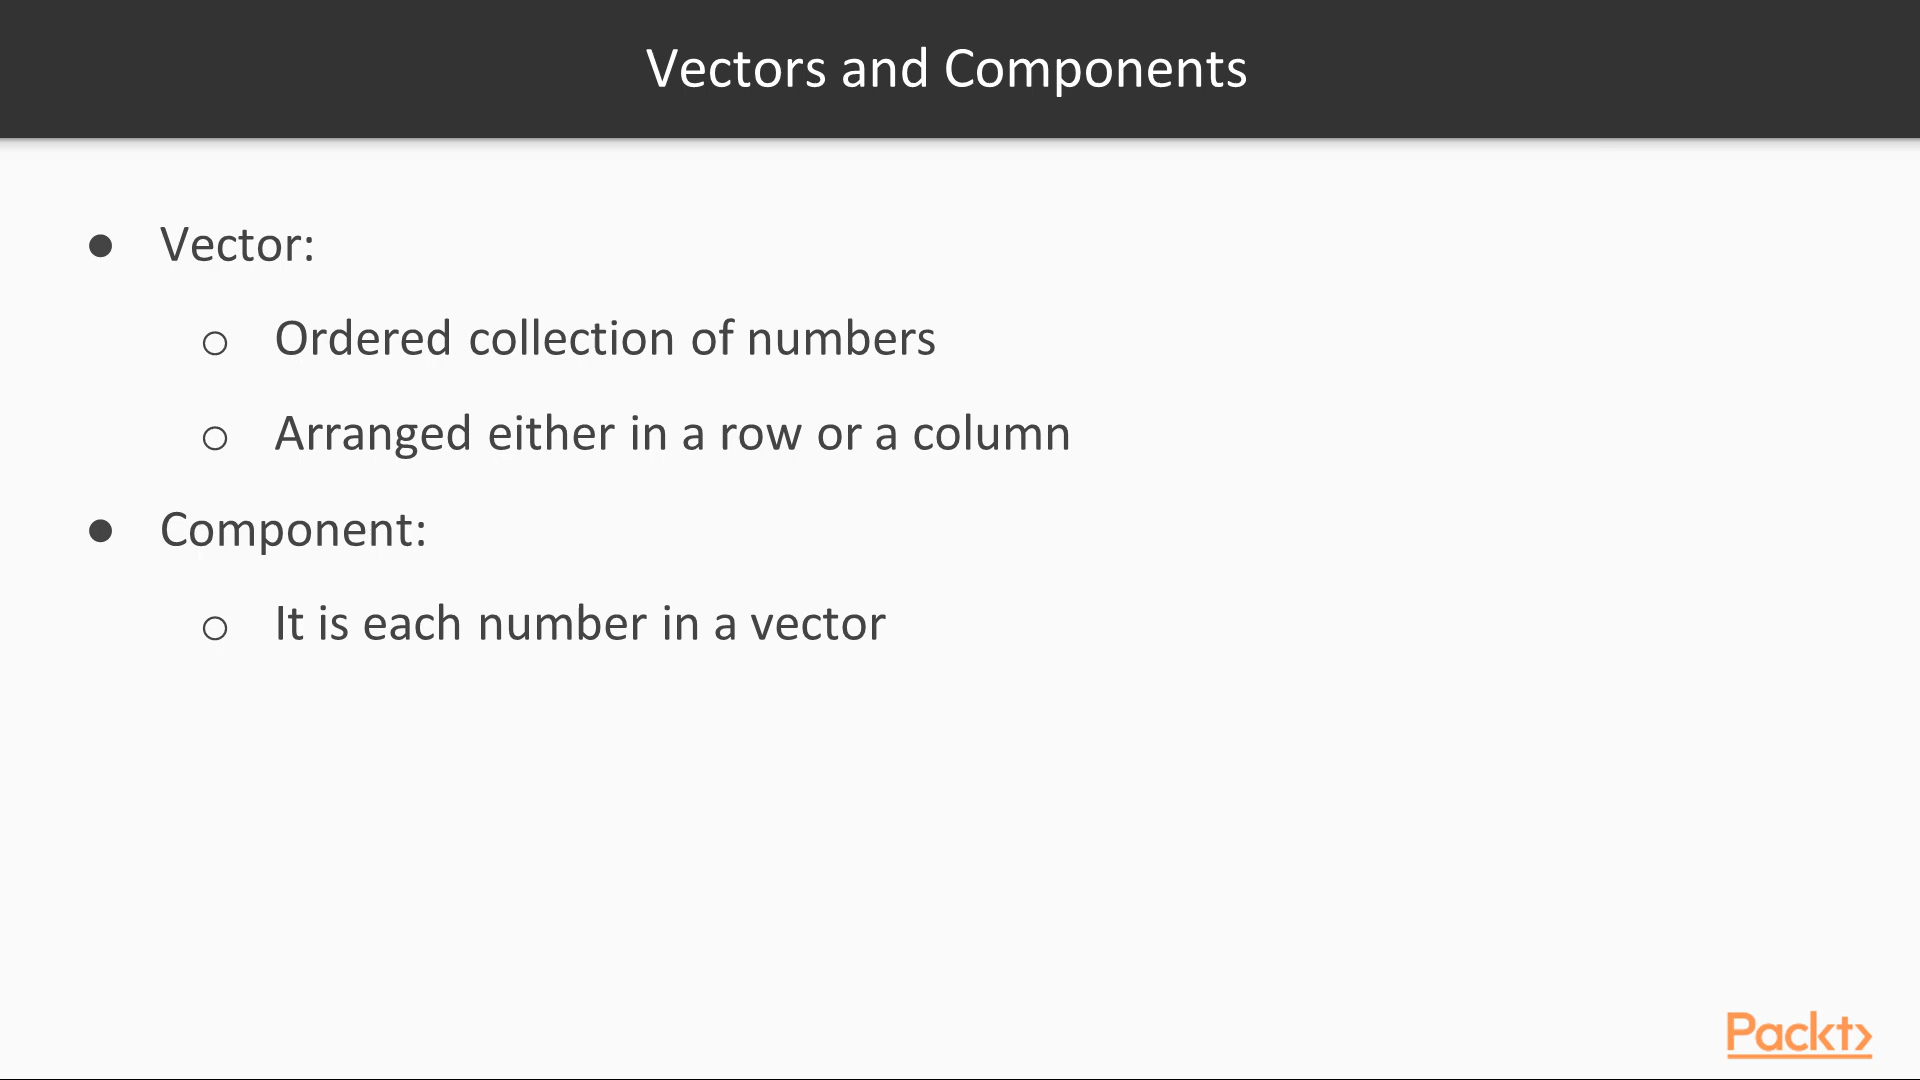 Vectors and Components
● Vector:
○ Ordered collection of numbers
○ Arranged either in a row or a column
● Component:
○ It is each number in a vector
Packt>